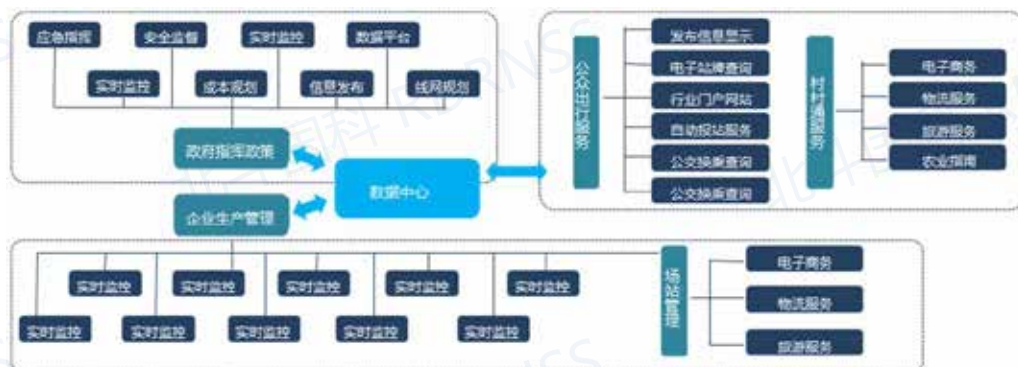 应急指挥
安全监督
实时监控
数据平台
实时监控
成本规划
信息发布
线网规划
政府指挥政策
数据中心
企业生产管理
公众出行服务
发布信息显示
电子站牌查询
行业门户网站
自动报站服务
公交换乘查询
公交换乘查询
村村通服务
电子商务
物流服务
旅游服务
农业指南
实时监控
实时监控
实时监控
实时监控
实时监控
实时监控
实时监控
实时监控
实时监控
实时监控
场站管理
电子商务
物流服务
旅游服务